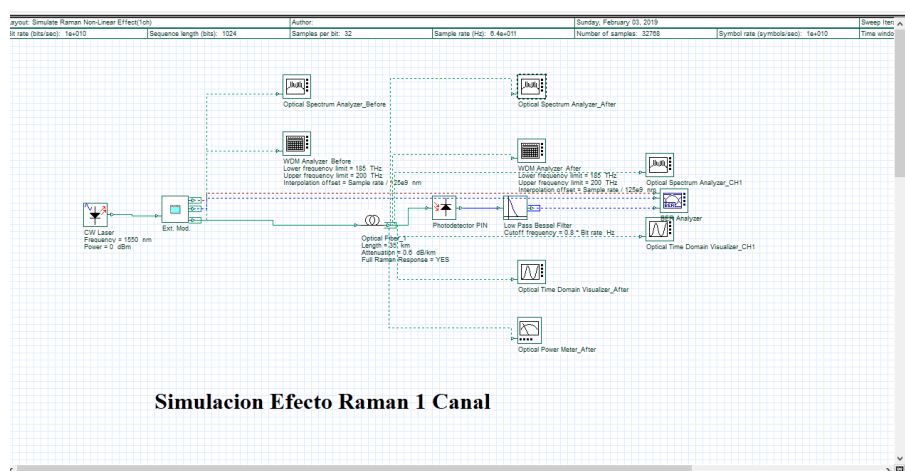 ayout: Simulate Raman Non-Linear Effect(1ch)
Author:
Sunday, February 03, 2019
Sweep Itera
Bit rate (bits/sec): 1e+010
Sequence length (bits): 1024
Samples per bit: 32
Sample rate (Hz): 6.4e+011
Number of samples: 32768
Symbol rate (symbols/sec): 1e+010
Time windo
Optical Spectrum Analyzer_Before
Optical Spectrum Analyzer_After
WDM Analyzer_Before
Lower frequency limit = 185 THz
Upper frequency limit = 200 THz
Interpolation offset = Sample rate / 125e9 nm
WDM Analyzer_After
Lower frequency limit = 185 THz
Upper frequency limit = 200 THz
Interpolation offset = Sample rate / 125e9 nm
Optical Spectrum Analyzer_CH1
BER Analyzer
CW Laser
Frequency = 1550 nm
Power = 0 dBm
Ext. Mod.
Optical Fiber_1
Length = 35 km
Attenuation = 0.6 dB/km
Full Raman Response = YES
Photodetector PIN
Low Pass Bessel Filter
Cutoff frequency = 0.8 * Bit rate Hz
Optical Time Domain Visualizer_CH1
Optical Time Domain Visualizer_After
Optical Power Meter_After
Simulacion Efecto Raman 1 Canal